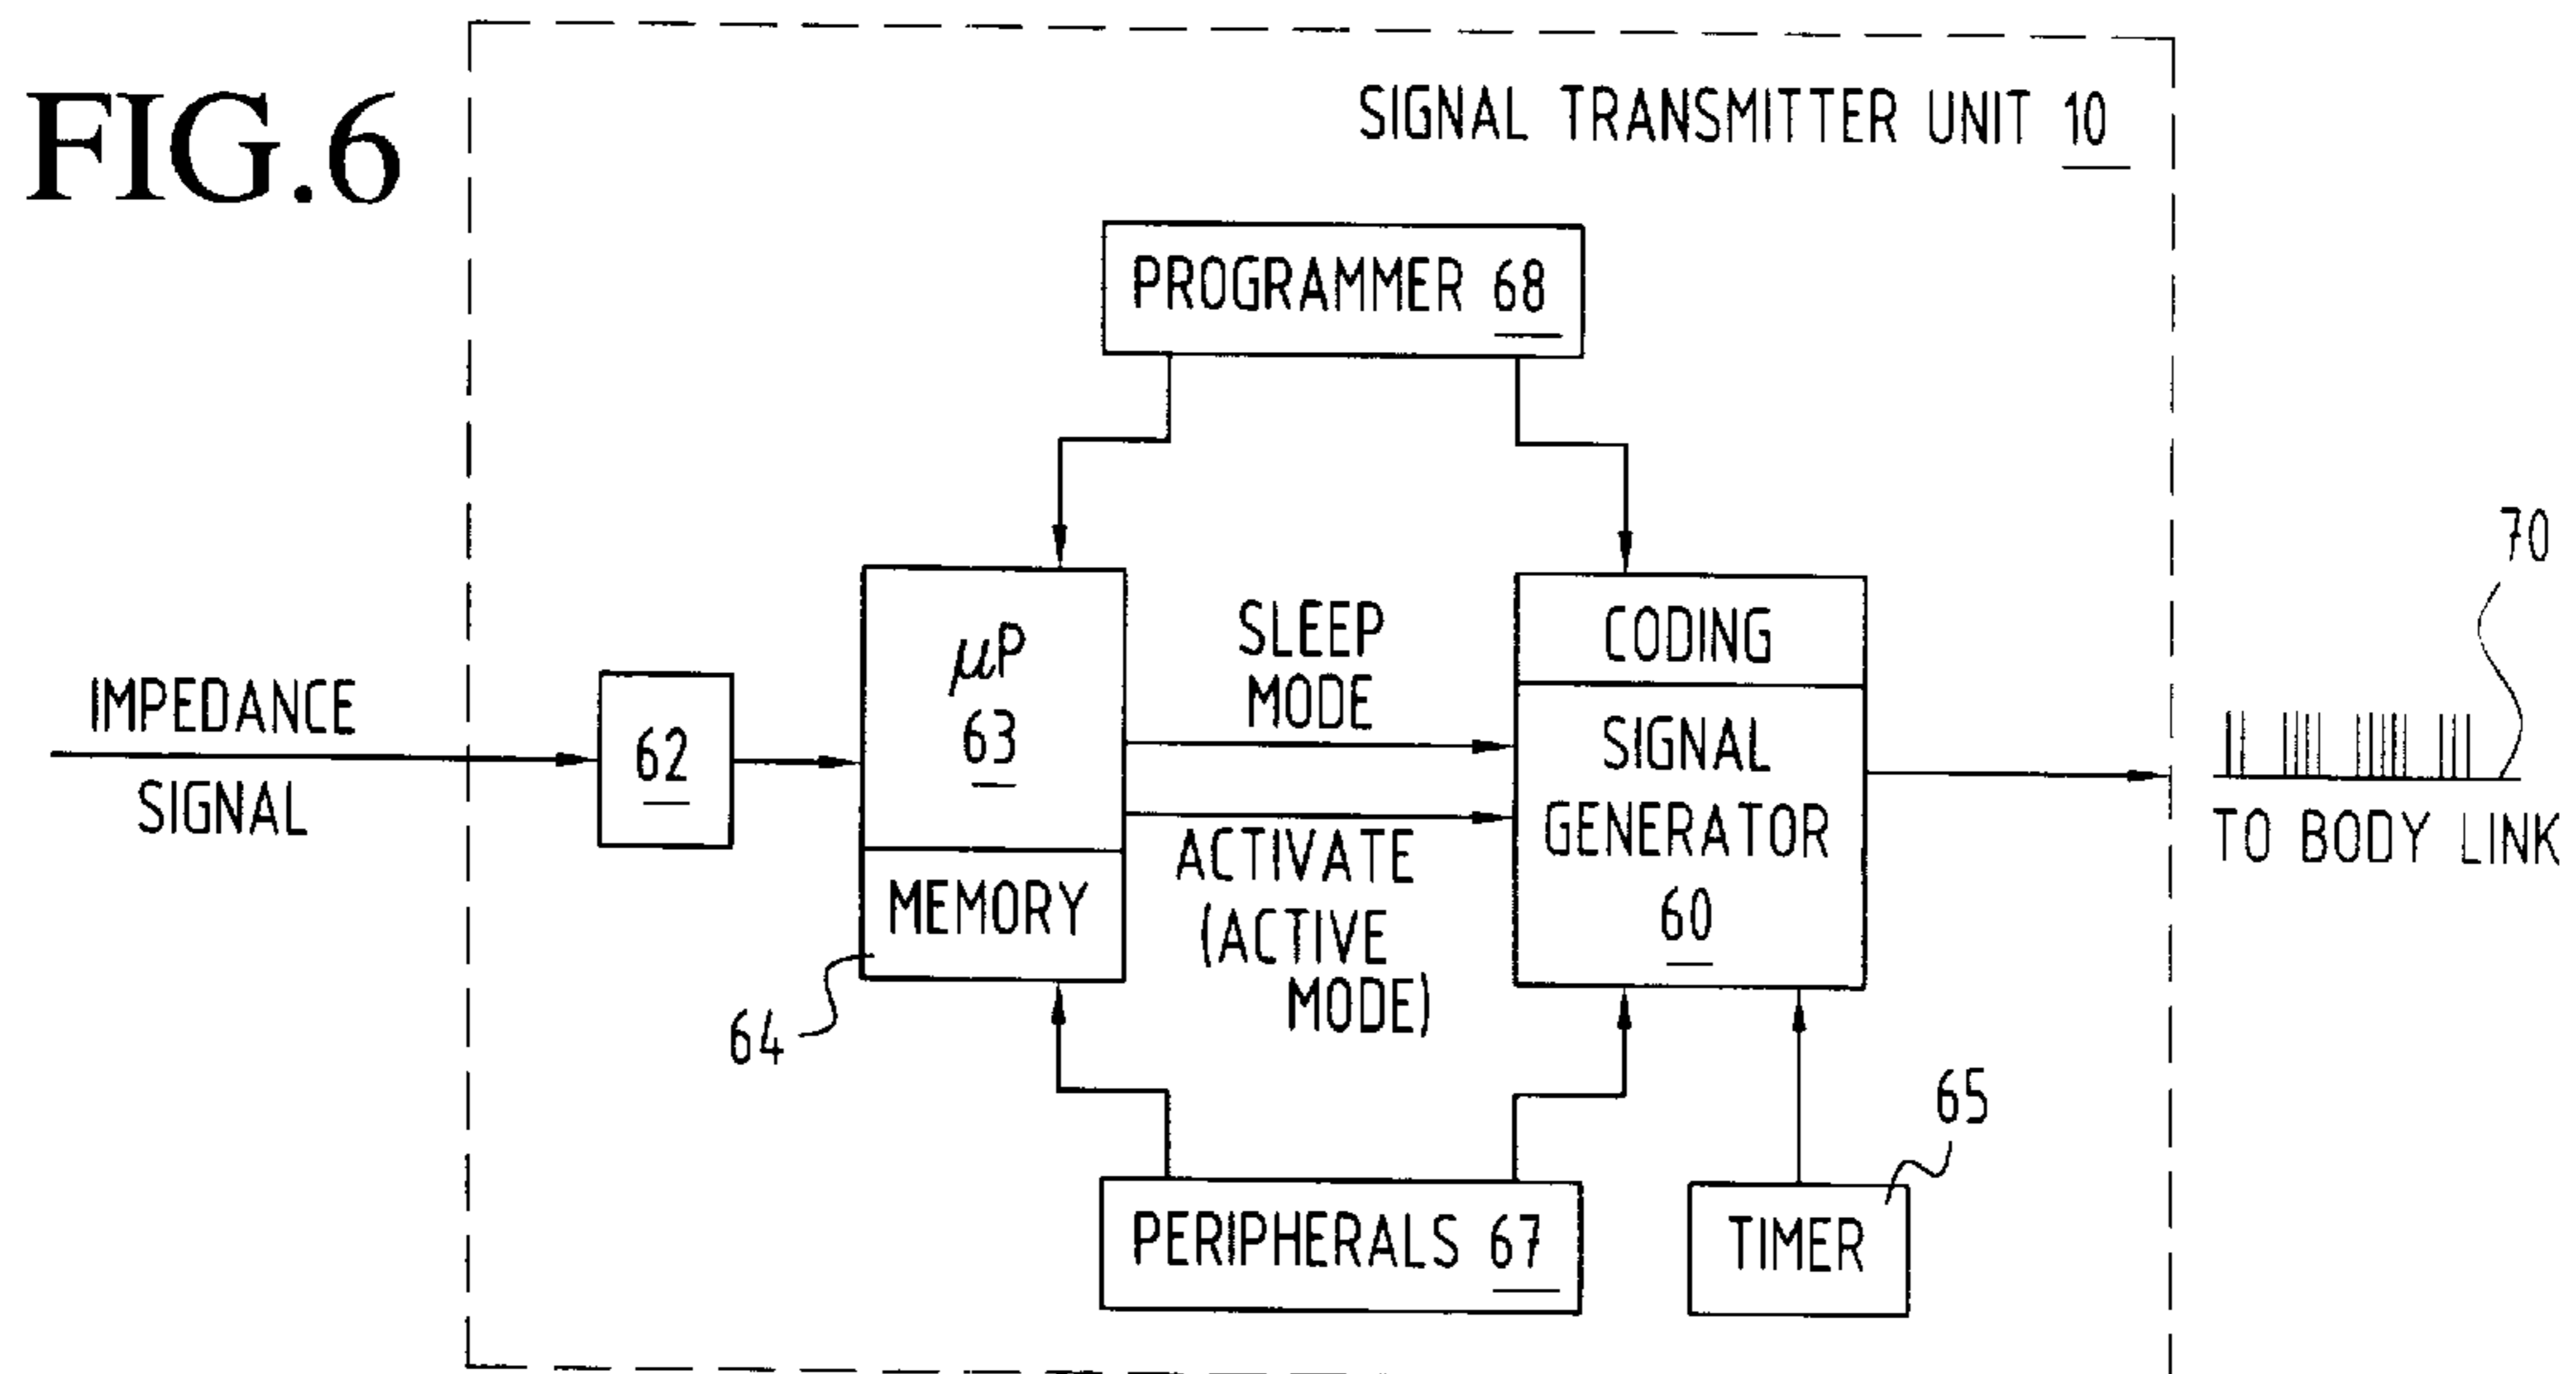 FIG.6
SIGNAL TRANSMITTER UNIT 10
PROGRAMMER 68
70
IMPEDANCE
SIGNAL
62
μP
63
MEMORY
64
SLEEP
MODE
ACTIVATE
(ACTIVE
MODE)
CODING
SIGNAL
GENERATOR
60
TO BODY LINK
65
PERIPHERALS 67
TIMER